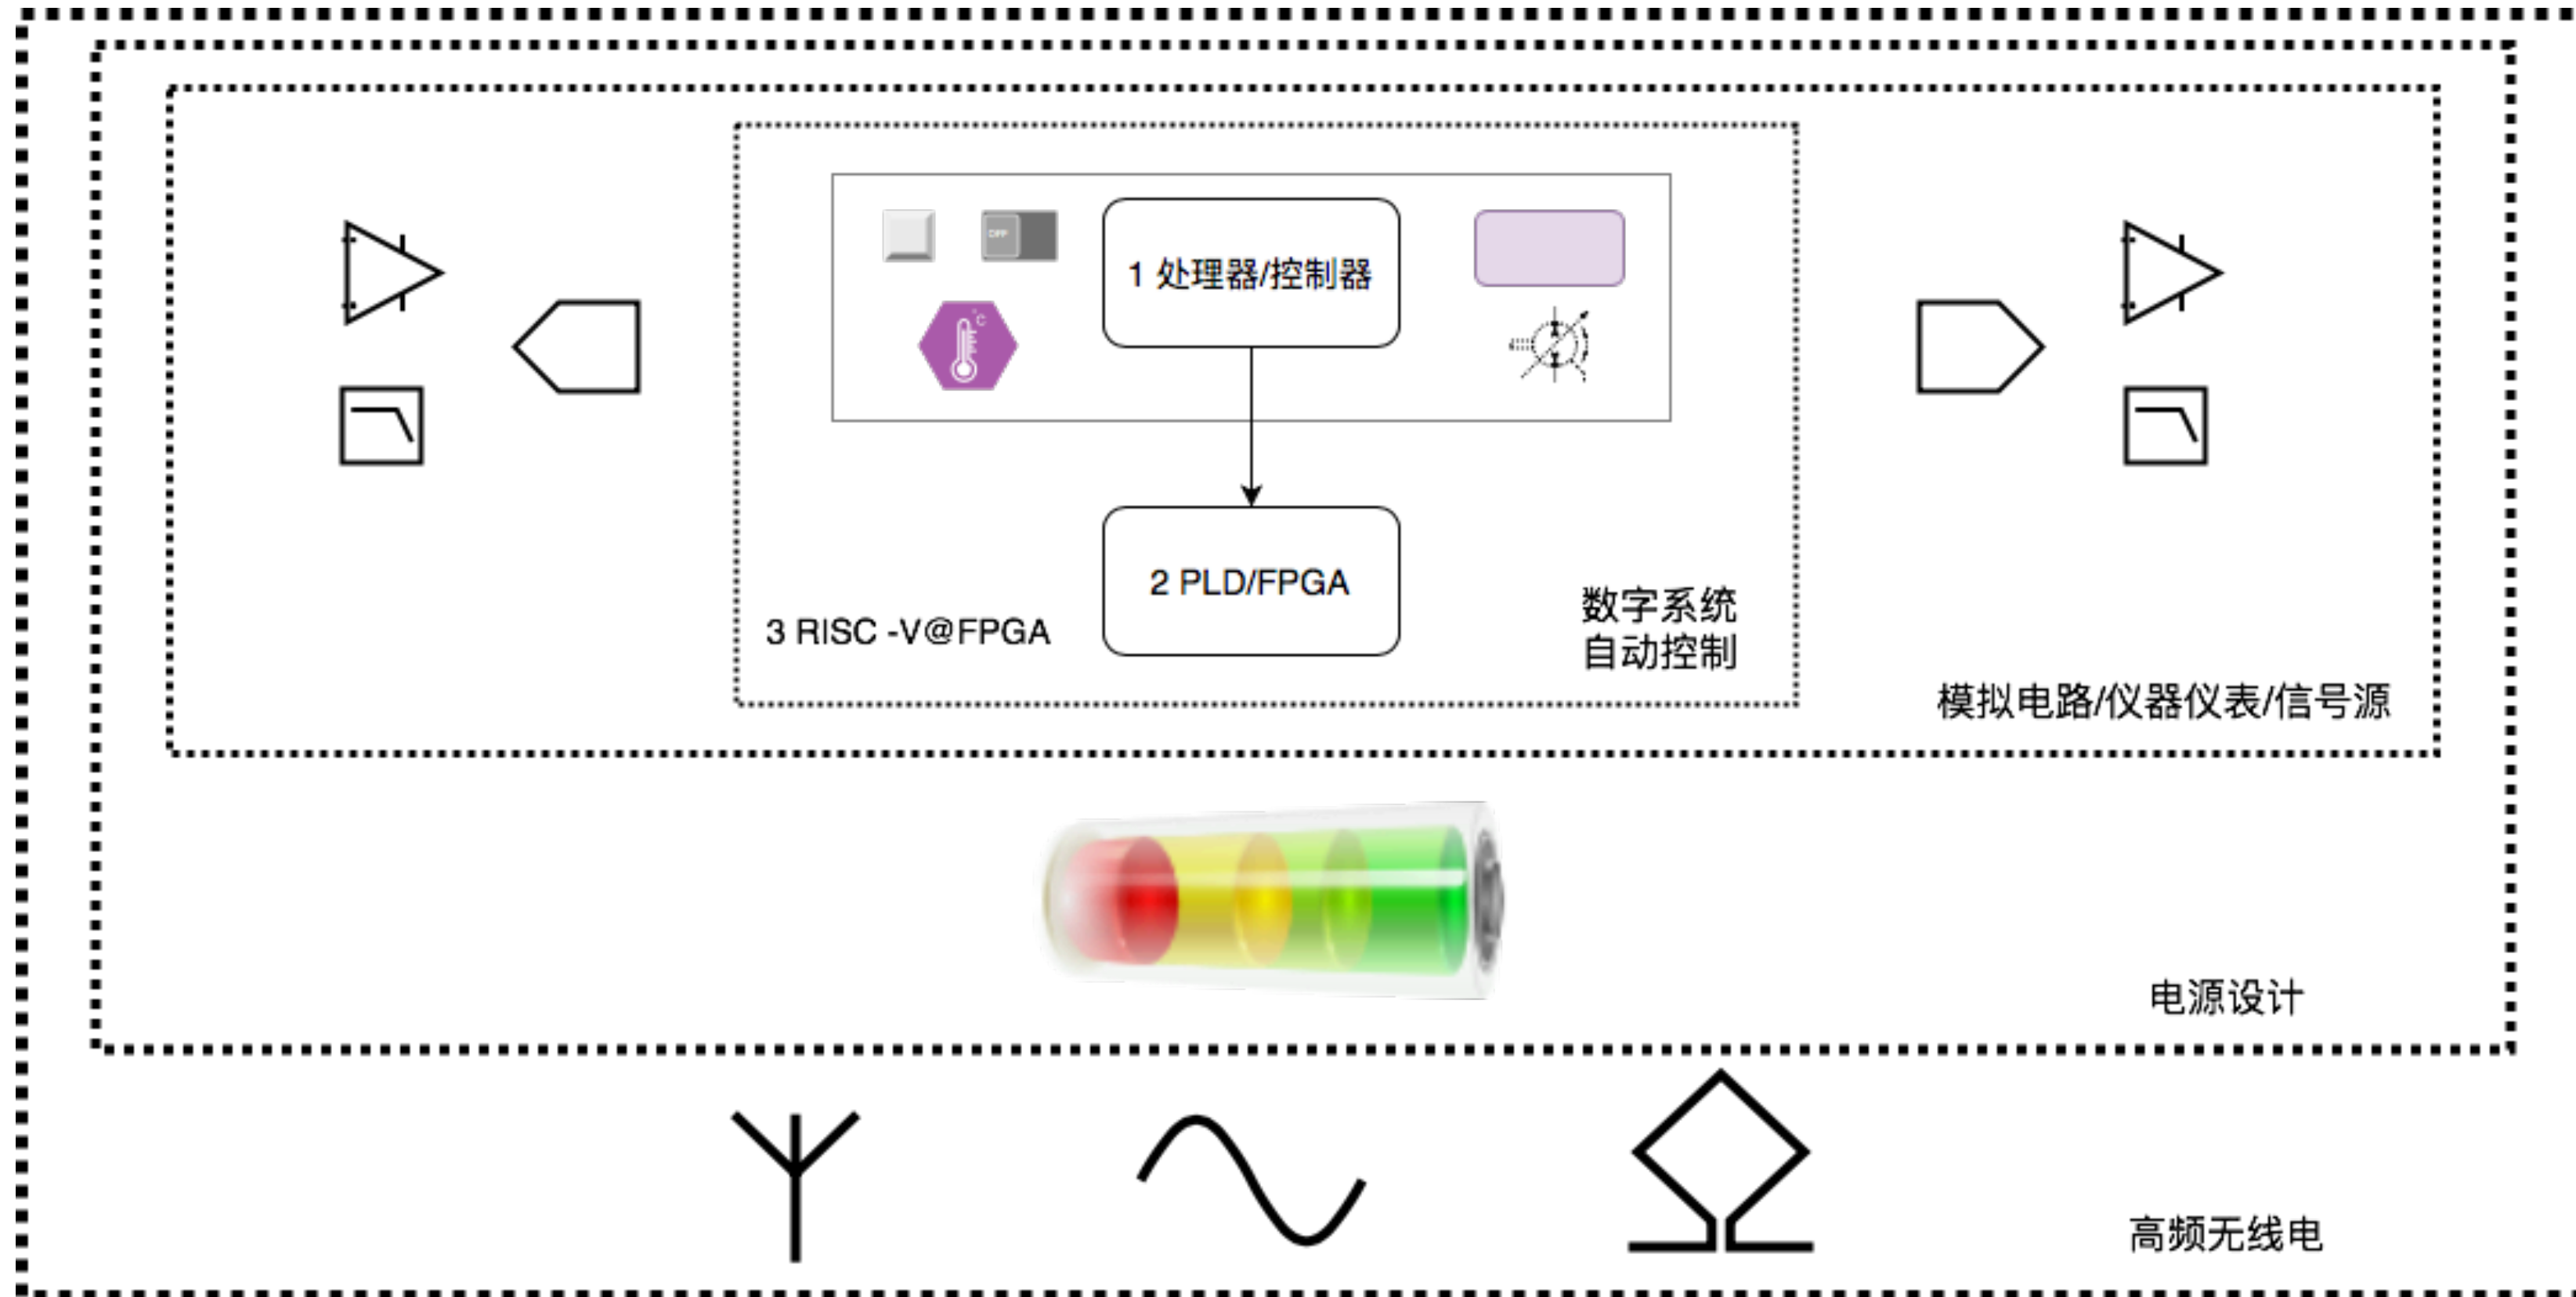 OFF
1 处理器/控制器
°C
2 PLD/FPGA
3 RISC -V@FPGA
数字系统
自动控制
模拟电路/仪器仪表/信号源
电源设计
高频无线电